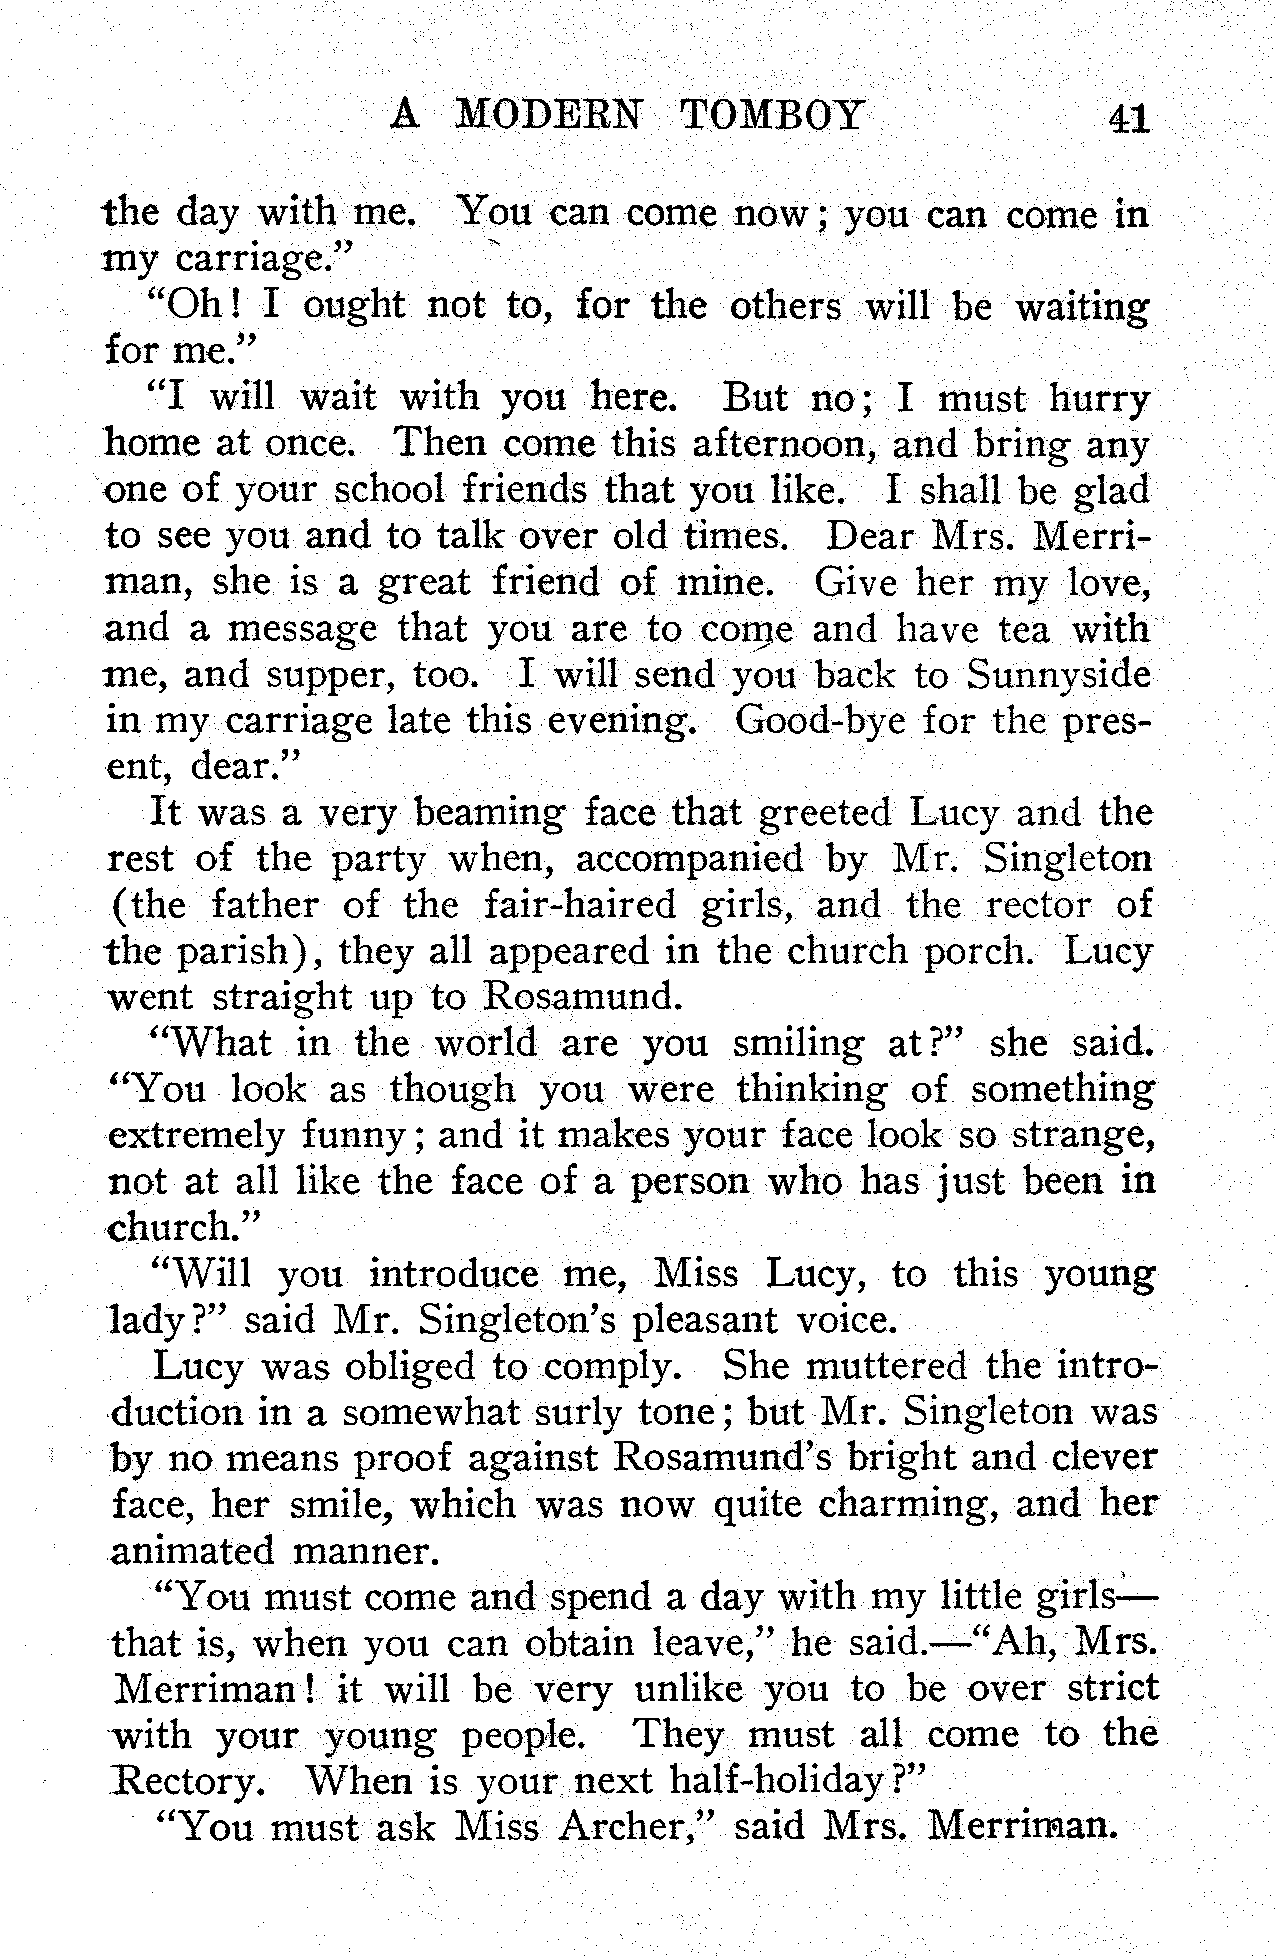 A MODERN TOMBOY 41
the day with me. You can come now; you can come in
my carriage."
"Oh! I ought not to, for the others will be waiting
for me."
"I will wait with you here. But no; I must hurry
home at once. Then come this afternoon, and bring any
one of your school friends that you like. I shall be glad
to see you and to talk over old times. Dear Mrs. Merri-
man, she is a great friend of mine. Give her my love,
and a message that you are to come and have tea with
me, and supper, too. I will send you back to Sunnyside
in my carriage late this evening. Good-bye for the pres-
ent, dear."
It was a very beaming face that greeted Lucy and the
rest of the party when, accompanied by Mr. Singleton
(the father of the fair-haired girls, and the rector of
the parish), they all appeared in the church porch. Lucy
went straight up to Rosamund.
"What in the world are you smiling at?" she said.
"You look as though you were thinking of something
extremely funny; and it makes your face look so strange,
not at all like the face of a person who has just been in
church."
"Will you introduce me, Miss Lucy, to this young
lady?" said Mr. Singleton's pleasant voice.
Lucy was obliged to comply. She muttered the intro-
duction in a somewhat surly tone; but Mr. Singleton was
by no means proof against Rosamund's bright and clever
face, her smile, which was now quite charming, and her
animated manner.
"You must come and spend a day with my little girls—
that is, when you can obtain leave," he said.—"Ah, Mrs.
Merriman! it will be very unlike you to be over strict
with your young people. They must all come to the
Rectory. When is your next half-holiday?"
"You must ask Miss Archer," said Mrs. Merriman.